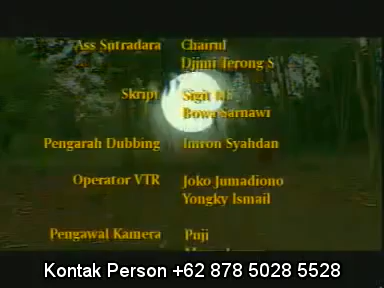 Ass Sutradara Chairul
Djimi Terong S
Skript Sigit
Bowo Sarnawi
Pengarah Dubbing Imron Syahdan
Operator VTR Joko Jumadiono
Yongky Ismail
Pengawal Kamera Puji
Kontak Person +62 878 5028 5528